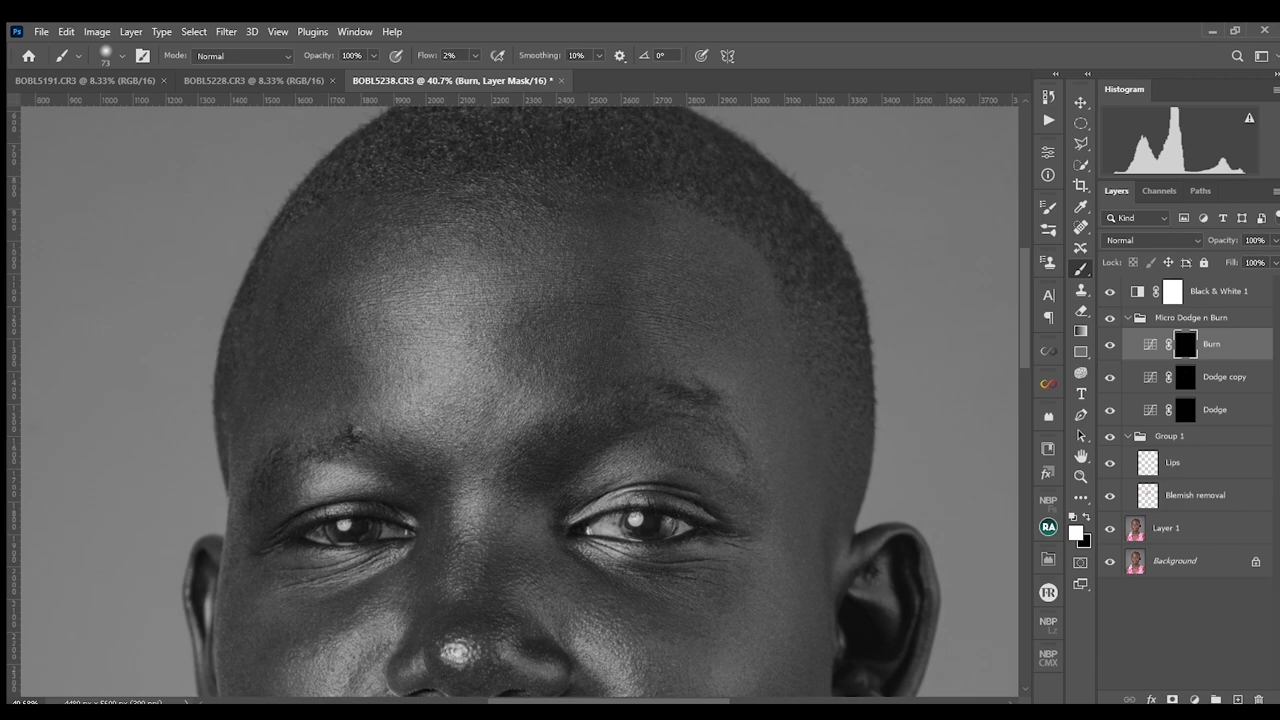 Ps File Edit Image Layer Type Select Filter 3D View Plugins Window Help
73 Mode: Normal Opacity: 100% Flow: 2% Smoothing: 10% 0°
BOBL5191.CR3 @ 8.33% (RGB/16) × BOBL5228.CR3 @ 8.33% (RGB/16) × BOBL5238.CR3 @ 40.7% (Burn, Layer Mask/16) * ×
800 900 1000 1100 1200 1300 1400 1500 1600 1700 1800 1900 2000 2100 2200 2300 2400 2500 2600 2700 2800 2900 3000 3100 3200 3300 3400 3500 3600 3700
Histogram
Layers Channels Paths
Kind
Normal Opacity: 100%
Lock: Fill: 100%
Black & White 1
Micro Dodge n Burn
Burn
Dodge copy
Dodge
Group 1
Lips
Blemish removal
Layer 1
Background
NBP
RA
FR
NBP
Lz
NBP
CMX
fx